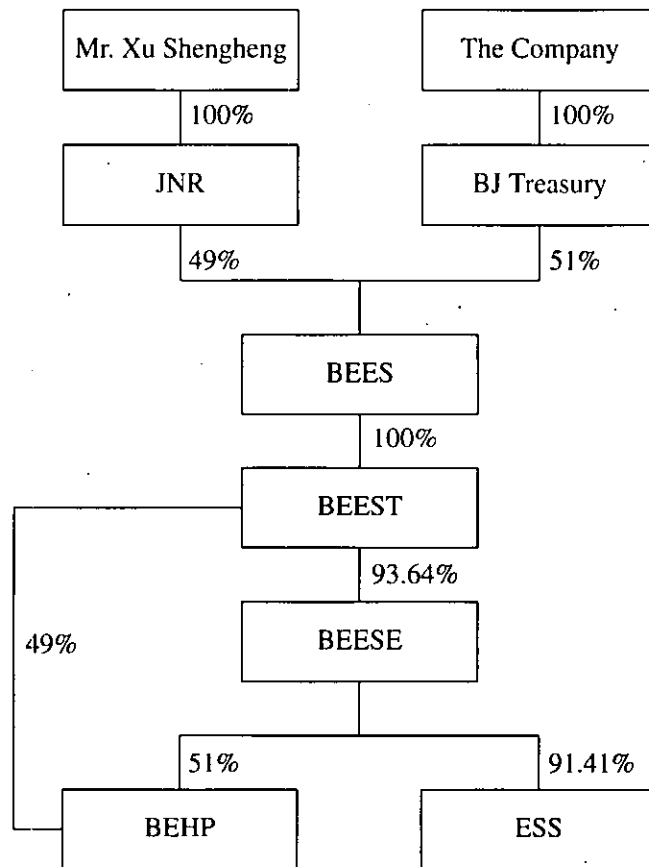 Mr. Xu Shengheng
The Company
100%
100%
JNR
BJ Treasury
49%
51%
BEES
100%
BEEST
93.64%
49%
BEESE
51%
91.41%
BEHP
ESS